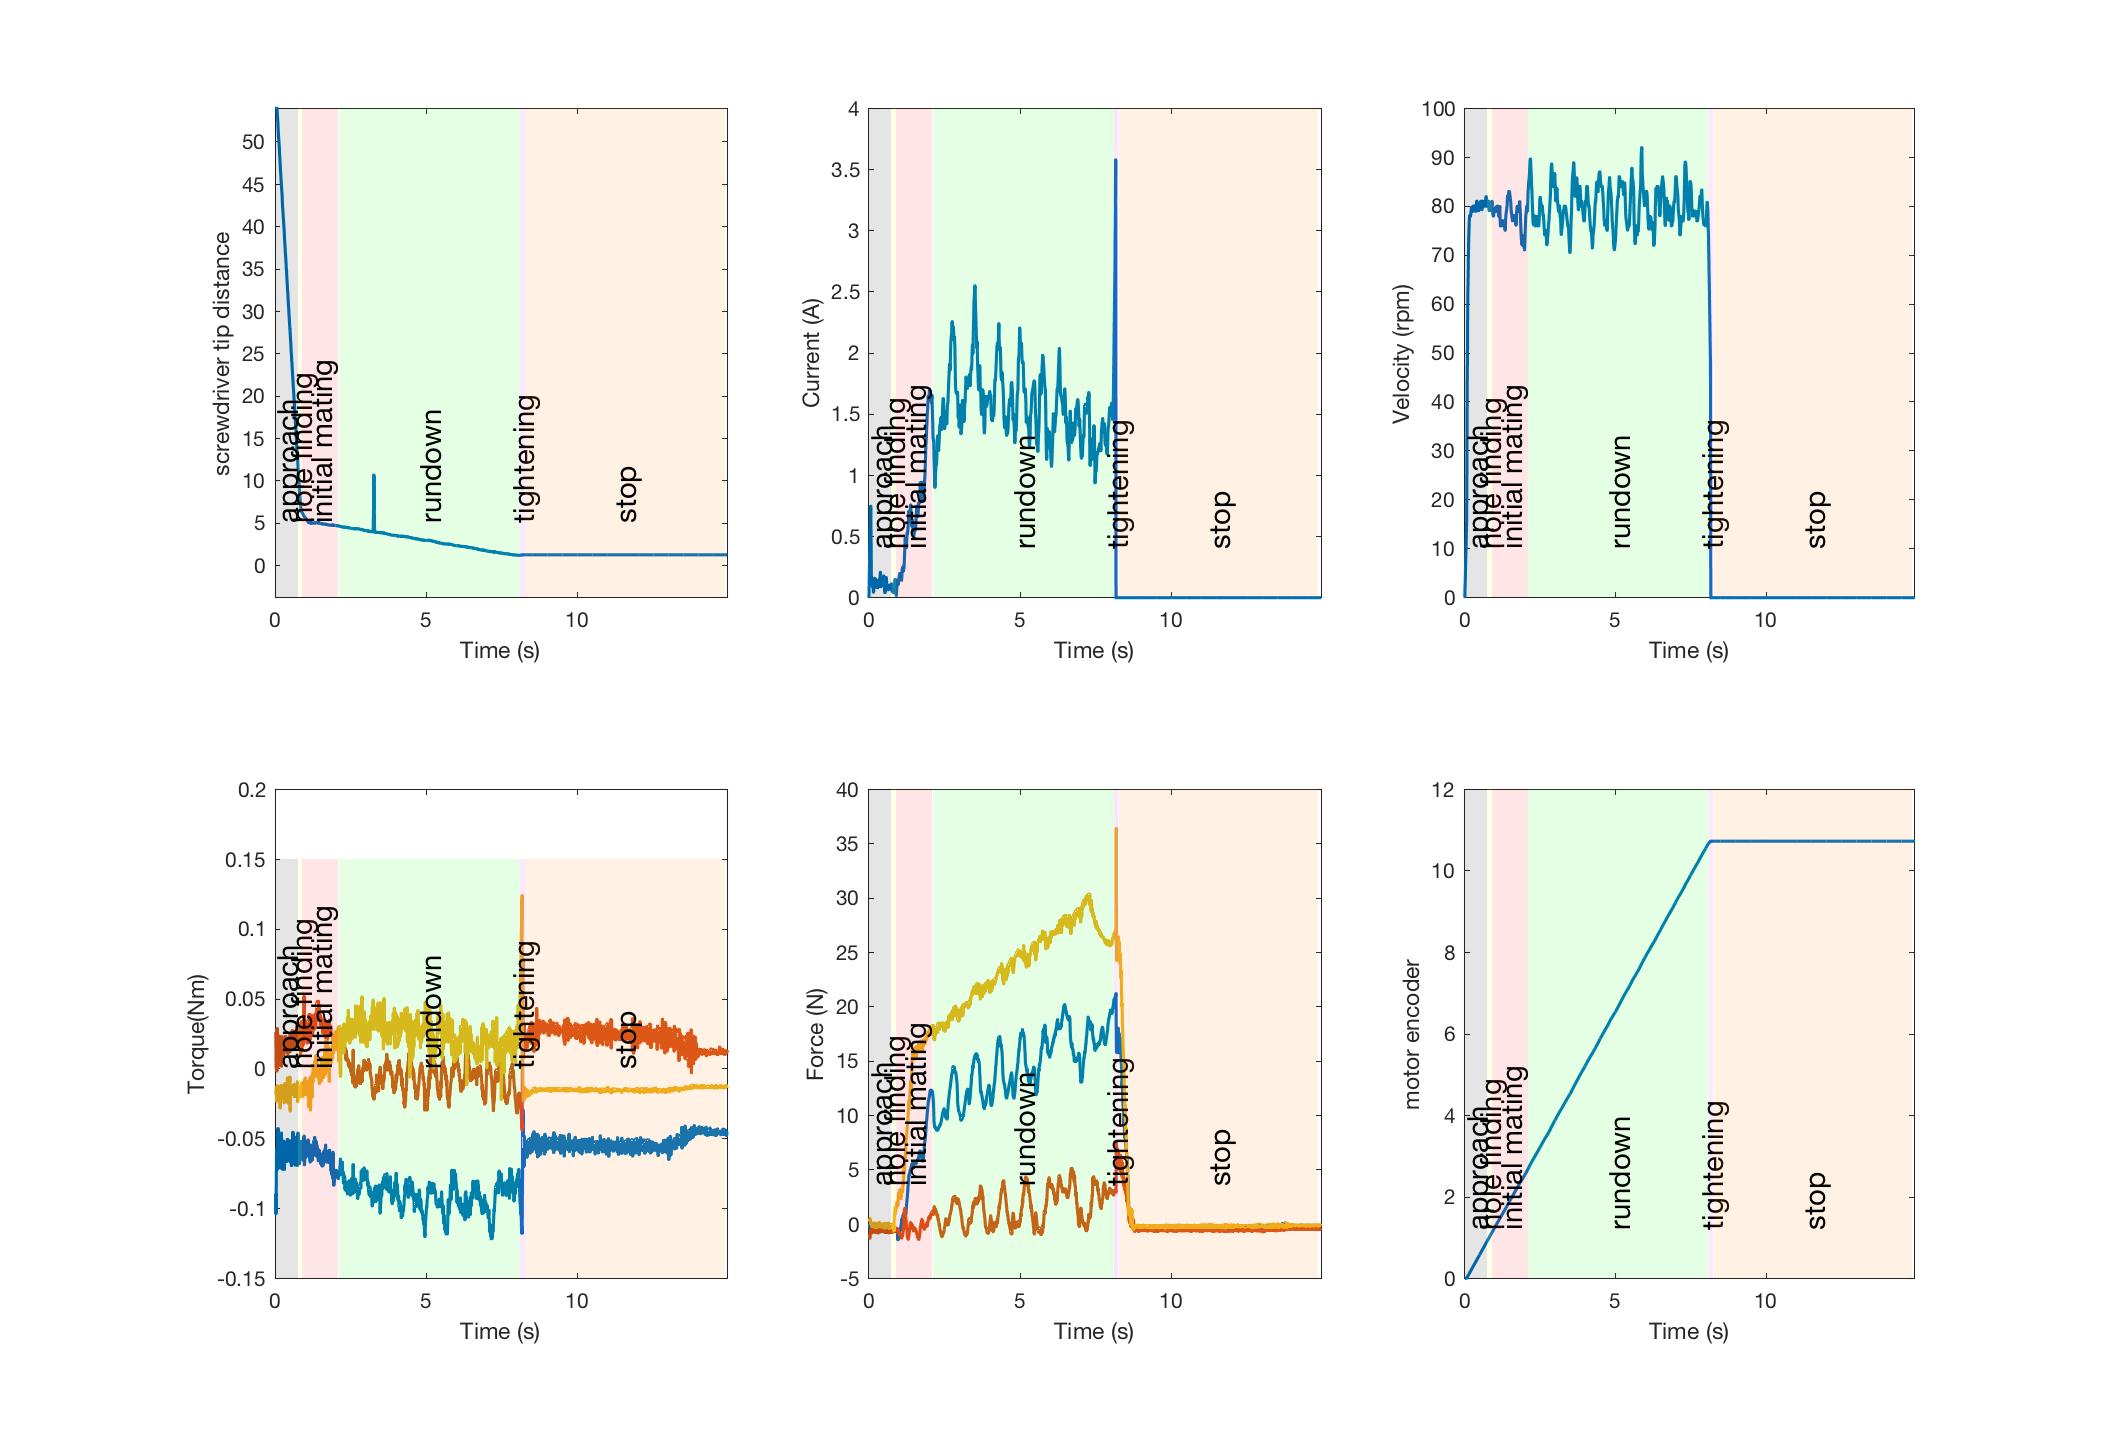 50
45
40
35
30
25
20
15
10
5
0
screwdriver tip distance
approach
hole finding
initial mating
rundown
tightening
stop
0
5
10
Time (s)
4
3.5
3
2.5
2
1.5
1
0.5
0
Current (A)
approach
hole finding
initial mating
rundown
tightening
stop
0
5
10
Time (s)
100
90
80
70
60
50
40
30
20
10
0
Velocity (rpm)
approach
hole finding
initial mating
rundown
tightening
stop
0
5
10
Time (s)
0.2
0.15
0.1
0.05
0
-0.05
-0.1
-0.15
Torque(Nm)
approach
hole finding
initial mating
rundown
tightening
stop
0
5
10
Time (s)
40
35
30
25
20
15
10
5
0
-5
Force (N)
approach
hole finding
initial mating
rundown
tightening
stop
0
5
10
Time (s)
12
10
8
6
4
2
0
motor encoder
approach
hole finding
initial mating
rundown
tightening
stop
0
5
10
Time (s)